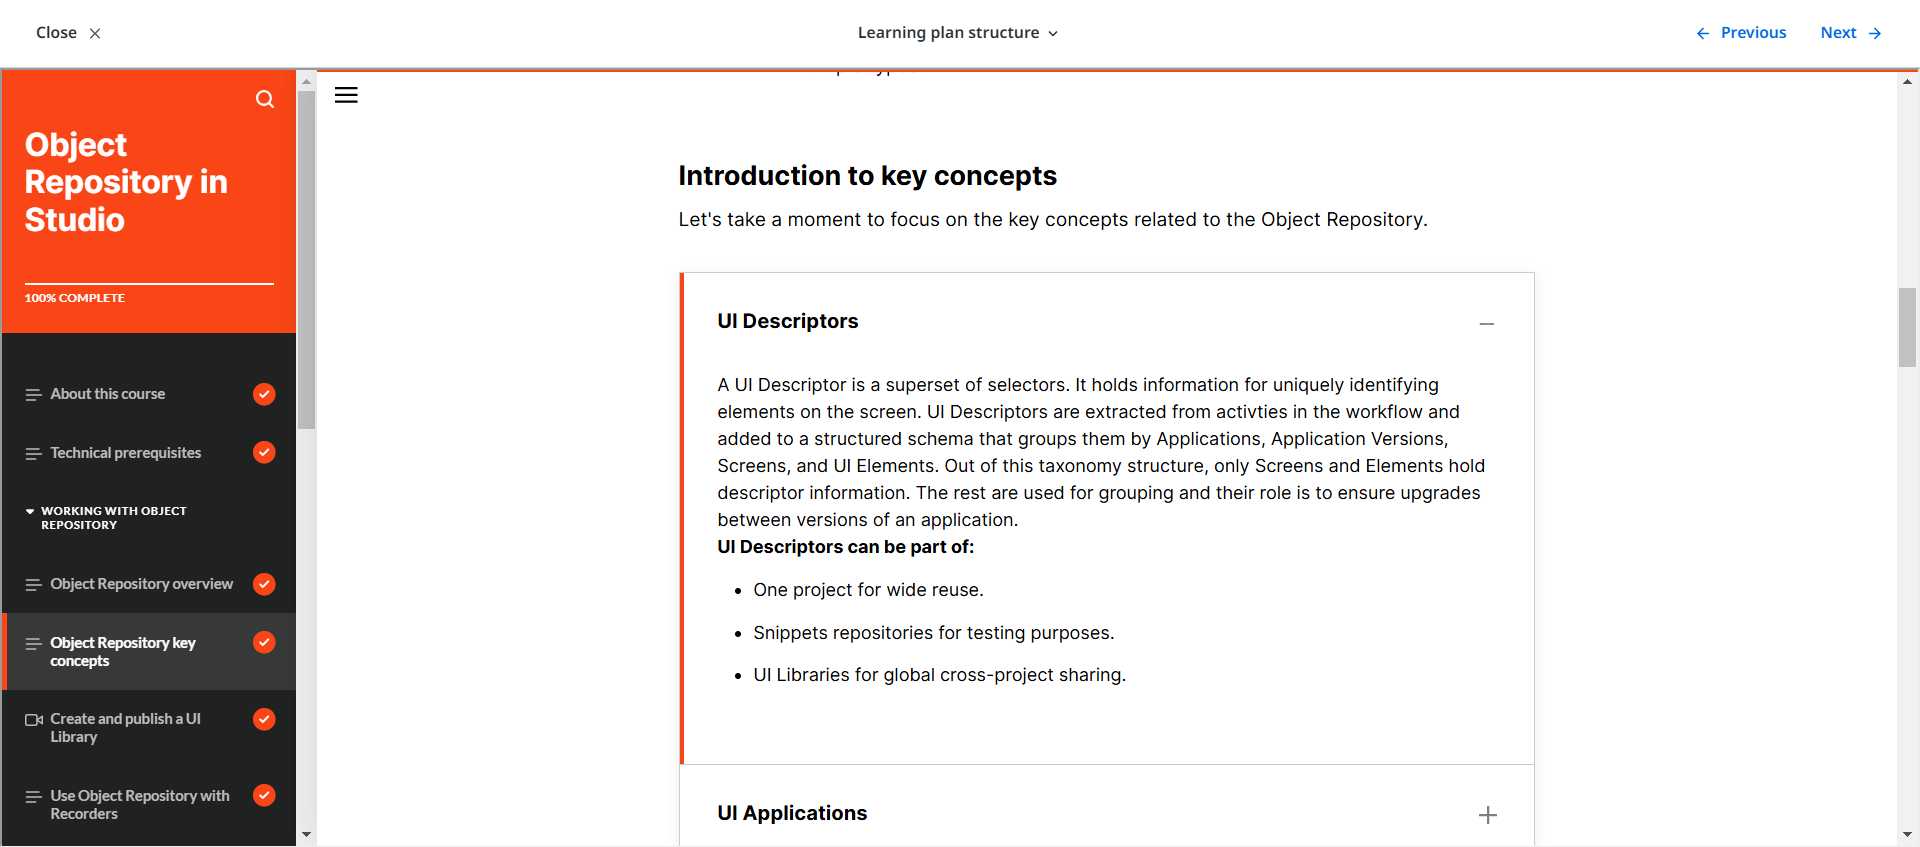 Close
Learning plan structure
Previous
Next
Object
Repository in
Studio
100% COMPLETE
About this course
Technical prerequisites
WORKING WITH OBJECT
REPOSITORY
Object Repository overview
Object Repository key
concepts
Create and publish a UI
Library
Use Object Repository with
Recorders
Introduction to key concepts
Let's take a moment to focus on the key concepts related to the Object Repository.
UI Descriptors
A UI Descriptor is a superset of selectors. It holds information for uniquely identifying
elements on the screen. UI Descriptors are extracted from activties in the workflow and
added to a structured schema that groups them by Applications, Application Versions,
Screens, and UI Elements. Out of this taxonomy structure, only Screens and Elements hold
descriptor information. The rest are used for grouping and their role is to ensure upgrades
between versions of an application.
UI Descriptors can be part of:
• One project for wide reuse.
• Snippets repositories for testing purposes.
• UI Libraries for global cross-project sharing.
UI Applications